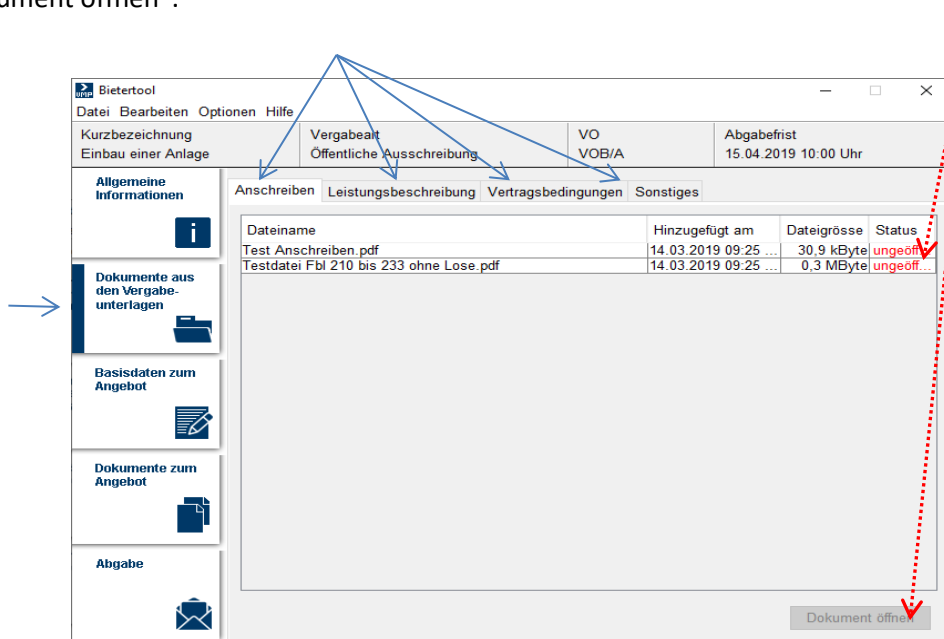 ument öffnen“.
VMP Bietertool
Datei Bearbeiten Optionen Hilfe
Kurzbezeichnung Vergabeart VO Abgabefrist
Einbau einer Anlage Öffentliche Ausschreibung VOB/A 15.04.2019 10:00 Uhr
Allgemeine
Informationen
Anschreiben Leistungsbeschreibung Vertragsbedingungen Sonstiges
Dateiname Hinzugefügt am Dateigrösse Status
Test Anschreiben.pdf 14.03.2019 09:25 ... 30,9 kByte ungeöff...
Testdatei Fbl 210 bis 233 ohne Lose.pdf 14.03.2019 09:25 ... 0,3 MByte ungeöff...
Dokumente aus
den Vergabe-
unterlagen
Basisdaten zum
Angebot
Dokumente zum
Angebot
Abgabe
Dokument öffnen